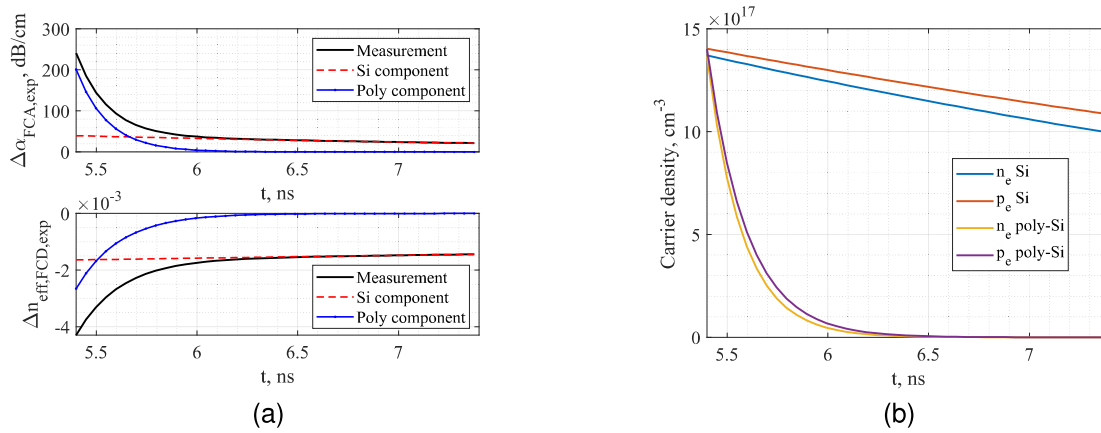 300
200
100
0
Δα_FCA,exp, dB/cm
Measurement
Si component
Poly component
5.5 6 6.5 7
t, ns
×10⁻³
0
-2
-4
Δn_eff,FCD,exp
Measurement
Si component
Poly component
5.5 6 6.5 7
t, ns
(a)
×10¹⁷
15
10
5
0
Carrier density, cm⁻³
n_e Si
p_e Si
n_e poly-Si
p_e poly-Si
5.5 6 6.5 7
t, ns
(b)